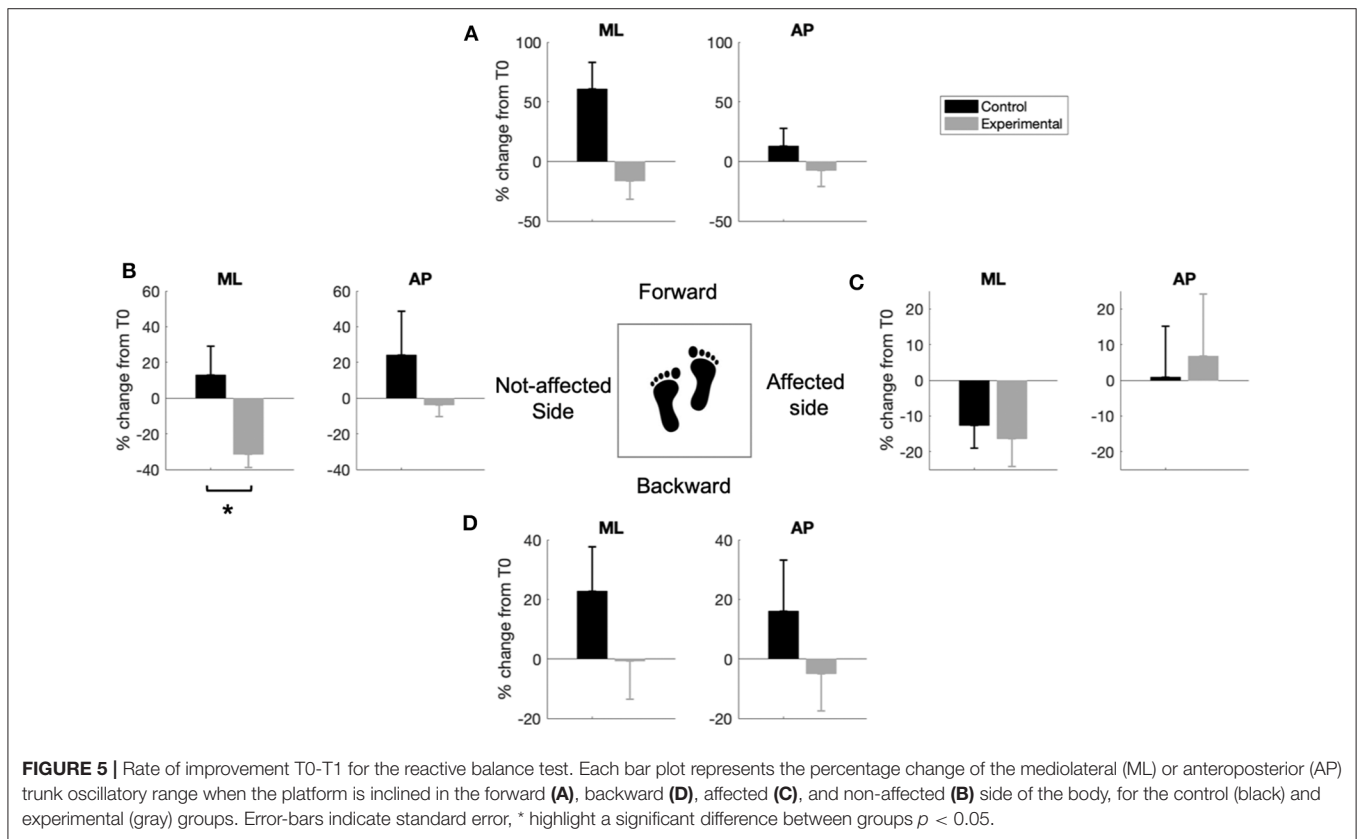 A
ML
AP
% change from T0
100
50
0
-50
100
50
0
-50
Control
Experimental
B
ML
AP
% change from T0
60
40
20
0
-20
-40
60
40
20
0
-20
-40
*
Forward
Not-affected
Side
Affected
side
Backward
C
ML
AP
% change from T0
20
10
0
-10
-20
20
10
0
-10
-20
D
ML
AP
% change from T0
40
20
0
-20
40
20
0
-20
FIGURE 5 | Rate of improvement T0-T1 for the reactive balance test. Each bar plot represents the percentage change of the mediolateral (ML) or anteroposterior (AP)
trunk oscillatory range when the platform is inclined in the forward (A), backward (D), affected (C), and non-affected (B) side of the body, for the control (black) and
experimental (gray) groups. Error-bars indicate standard error, * highlight a significant difference between groups p < 0.05.